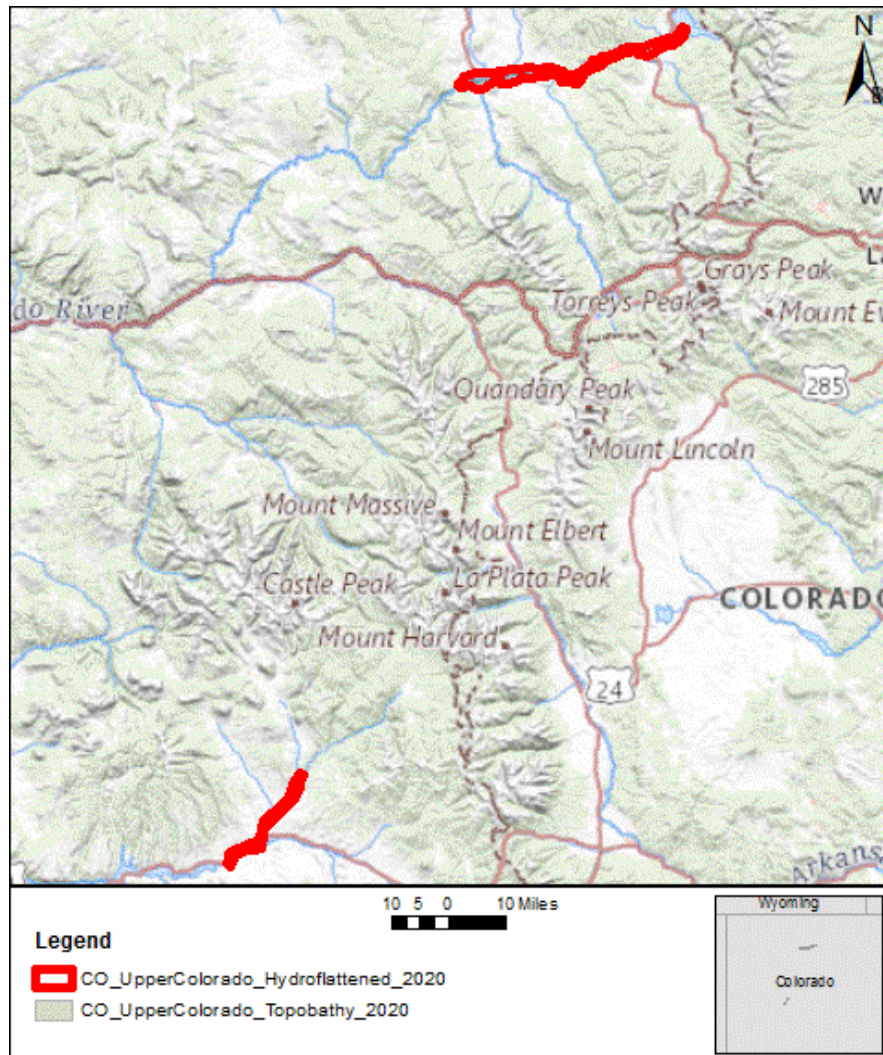 N
W
La
Grays Peak
do River
Torreys Peak
Mount Ev
Quandary Peak
285
Mount Lincoln
Mount Massive
Mount Elbert
Castle Peak
La Plata Peak
COLORADO
Mount Harvard
24
Arkans
10 5 0 10 Miles
Wyoming
Legend
CO_UpperColorado_Hydroflattened_2020
Colorado
CO_UpperColorado_Topobathy_2020